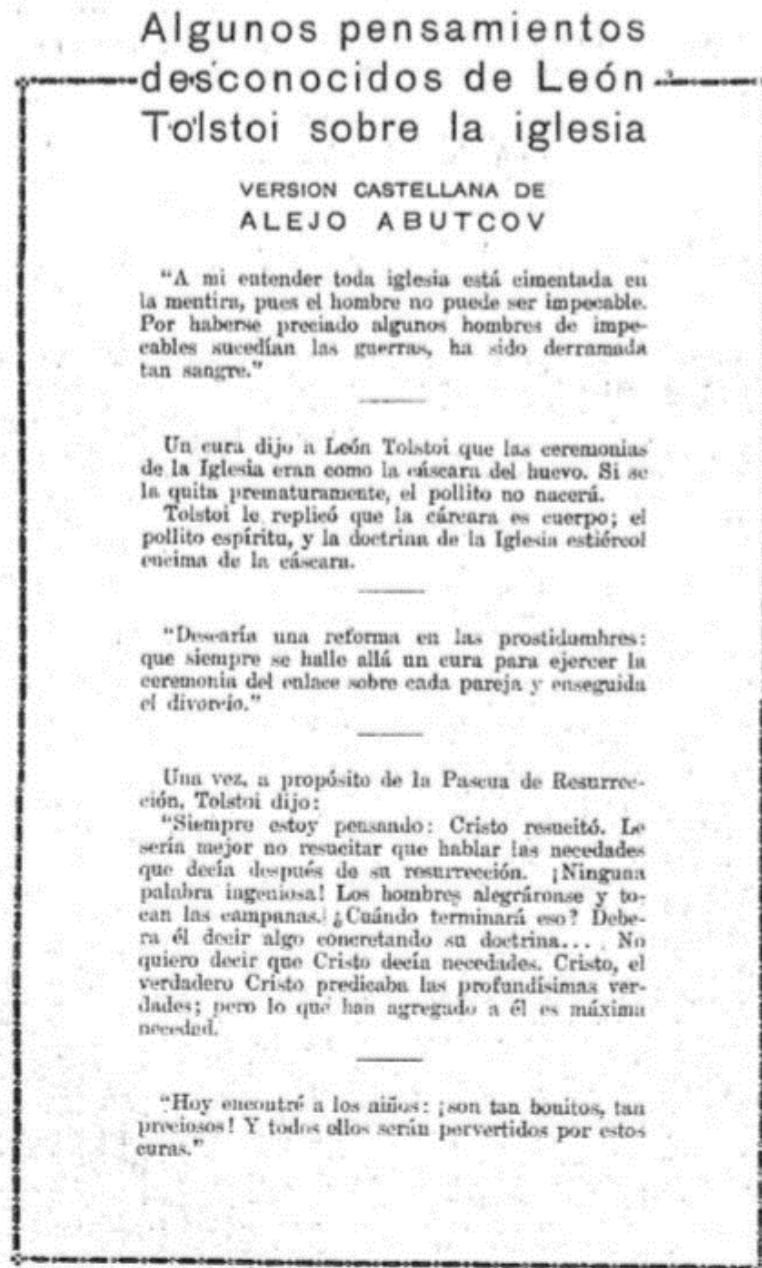 Algunos pensamientos
desconocidos de León
Tolstoi sobre la iglesia
VERSION CASTELLANA DE
ALEJO ABUTCOV
“A mi entender toda iglesia está cimentada en
la mentira, pues el hombre no puede ser impecable.
Por haberse preciado algunos hombres de impe-
cables sucedían las guerras, ha sido derramada
tan sangre.”
Un cura dijo a León Tolstoi que las ceremonias
de la Iglesia eran como la cáscara del huevo. Si se
la quita prematuramente, el pollito no nacerá.
Tolstoi le replicó que la cárcara es cuerpo; el
pollito espíritu, y la doctrina de la Iglesia estiércol
encima de la cáscara.
“Desearía una reforma en las prostidumbres:
que siempre se halle allá un cura para ejercer la
ceremonia del enlace sobre cada pareja y enseguida
el divorcio.”
Una vez, a propósito de la Pascua de Resurrec-
ción, Tolstoi dijo:
“Siempre estoy pensando: Cristo resucitó. Le
sería mejor no resucitar que hablar las necedades
que decía después de su resurrección. ¡Ninguna
palabra ingeniosa! Los hombres alegráronse y to-
can las campanas. ¿Cuándo terminará eso? Debe-
ra él decir algo concretando su doctrina... . No
quiero decir que Cristo decía necedades. Cristo, el
verdadero Cristo predicaba las profundísimas ver-
dades; pero lo que han agregado a él es máxima
necedad.
“Hoy encontré a los niños: ¡son tan bonitos, tan
preciosos! Y todos ellos serán pervertidos por estos
curas.”